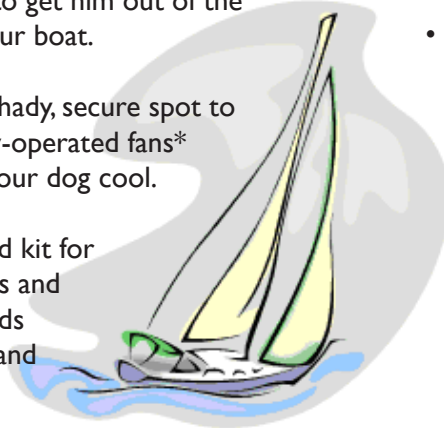 to get him out of the
ur boat.
hady, secure spot to
-operated fans*
our dog cool.
d kit for
s and
ds
and
•